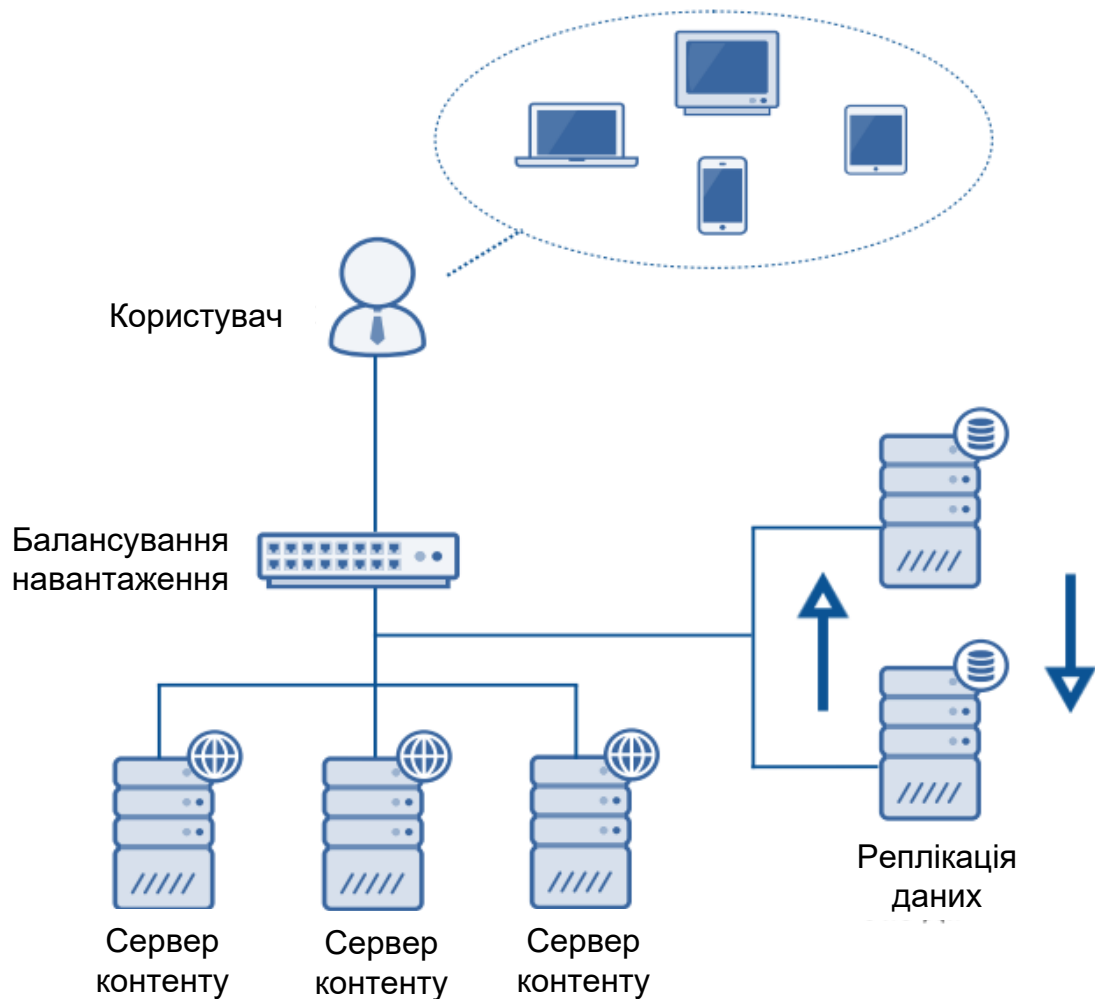 Користувач
Балансування
навантаження
Реплікація
даних
Сервер
контенту
Сервер
контенту
Сервер
контенту